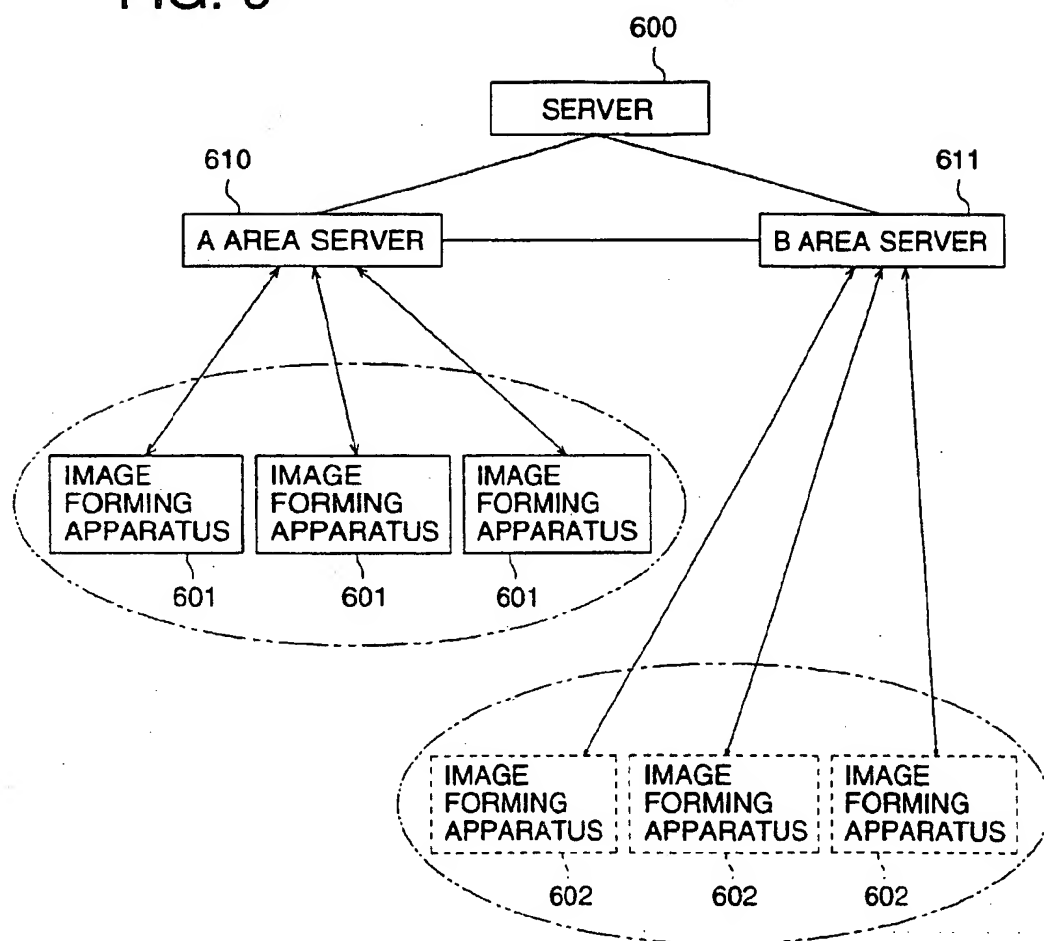 FIG.
600
SERVER
610
611
A AREA SERVER
B AREA SERVER
IMAGE
FORMING
APPARATUS
IMAGE
FORMING
APPARATUS
IMAGE
FORMING
APPARATUS
601
601
601
IMAGE
FORMING
APPARATUS
IMAGE
FORMING
APPARATUS
IMAGE
FORMING
APPARATUS
602
602
602